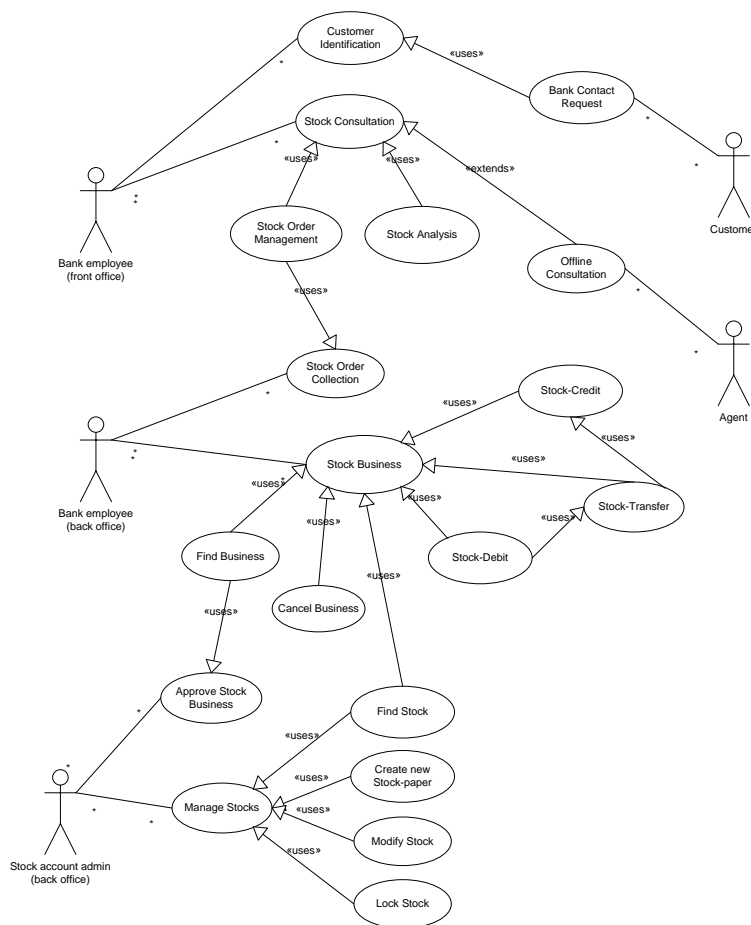 Customer
Identification
*
«uses»
Bank Contact
Request
*
*
Customer
Stock Consultation
*
*
*
«uses»
«uses»
«extends»
Bank employee
(front office)
Stock Order
Management
Stock Analysis
Offline
Consultation
*
*
Agent
«uses»
Stock Order
Collection
*
«uses»
Stock-Credit
«uses»
*
*
*
Stock Business
«uses»
Bank employee
(back office)
«uses»
«uses»
«uses»
Stock-Transfer
Find Business
«uses»
Stock-Debit
«uses»
«uses»
Cancel Business
«uses»
Approve Stock
Business
*
*
Find Stock
«uses»
Create new
Stock-paper
«uses»
*
*
Manage Stocks
«uses»
Modify Stock
«uses»
Stock account admin
(back office)
Lock Stock